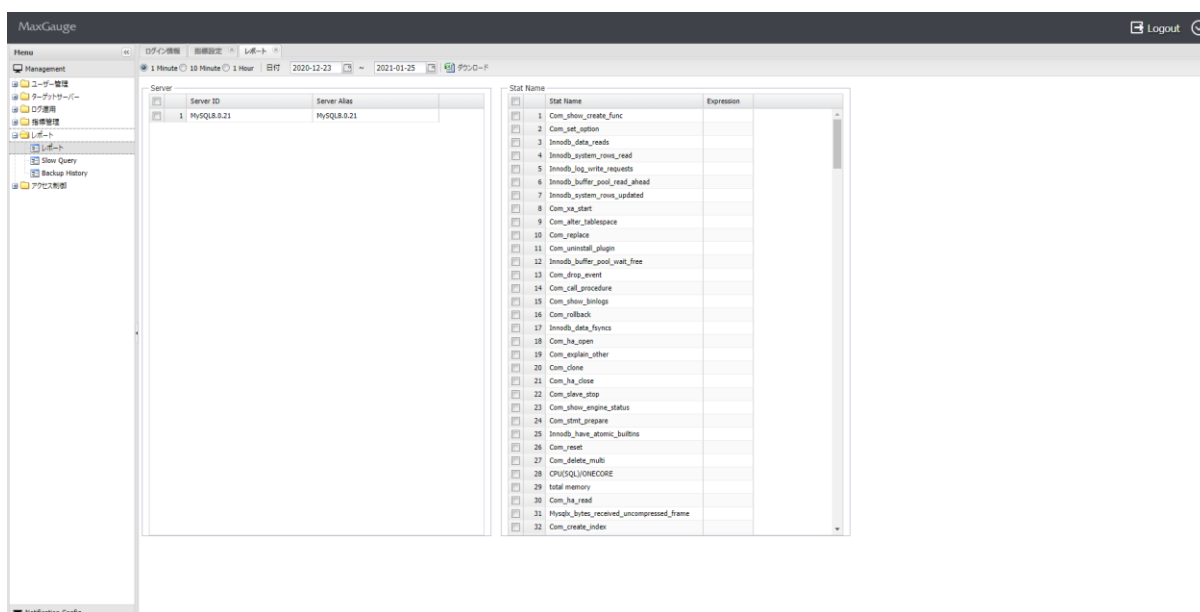 MaxGauge
Logout
Menu
ログイン情報 指標設定 レポート
Management
1 Minute 10 Minute 1 Hour 日付 2020-12-23 ~ 2021-01-25 ダウンロード
ユーザー管理
ターゲットサーバー
ログ運用
指標管理
レポート
レポート
Slow Query
Backup History
アクセス制御
Server
Server ID Server Alias
1 MySQL8.0.21 MySQL8.0.21
Stat Name
Stat Name Expression
1 Com_show_create_func
2 Com_set_option
3 Innodb_data_reads
4 Innodb_system_rows_read
5 Innodb_log_write_requests
6 Innodb_buffer_pool_read_ahead
7 Innodb_system_rows_updated
8 Com_xa_start
9 Com_alter_tablespace
10 Com_replace
11 Com_uninstall_plugin
12 Innodb_buffer_pool_wait_free
13 Com_drop_event
14 Com_call_procedure
15 Com_show_binlogs
16 Com_rollback
17 Innodb_data_fsyncs
18 Com_ha_open
19 Com_explain_other
20 Com_clone
21 Com_ha_close
22 Com_slave_stop
23 Com_show_engine_status
24 Com_stmt_prepare
25 Innodb_have_atomic_builtins
26 Com_reset
27 Com_delete_multi
28 CPU(SQL)/ONECORE
29 total memory
30 Com_ha_read
31 Mysqlx_bytes_received_uncompressed_frame
32 Com_create_index